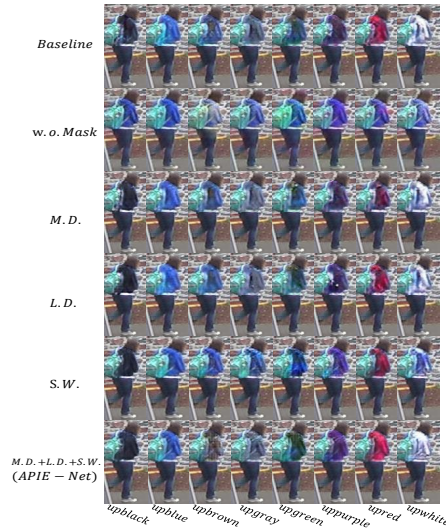 Baseline
w.o.Mask
M.D.
L.D.
S.W.
M.D.+L.D.+S.W.
(APIE − Net)
upblack upblue upbrown upgray upgreen uppurple upred upwhite